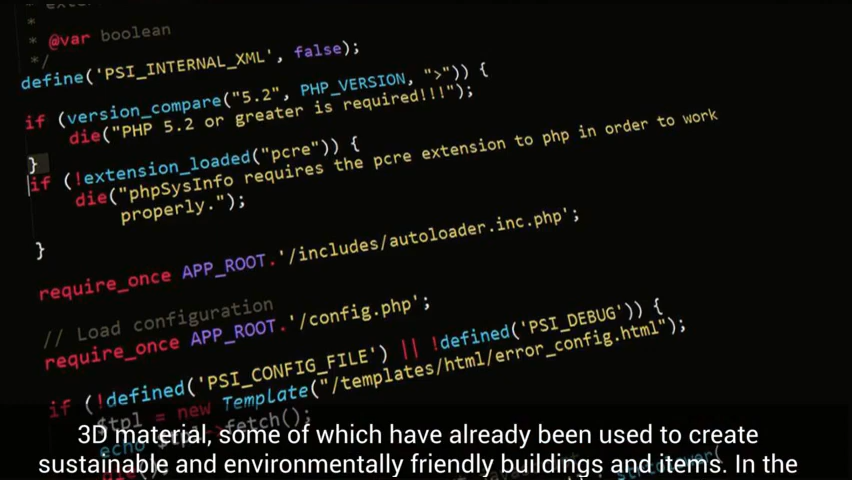 *
* @var boolean
*/
define('PSI_INTERNAL_XML', false);
if (version_compare("5.2", PHP_VERSION, ">")) {
die("PHP 5.2 or greater is required!!!");
}
if (!extension_loaded("pcre")) {
die("phpSysInfo requires the pcre extension to php in order to work
properly.");
}
require_once APP_ROOT.'/includes/autoloader.inc.php';
// Load configuration
require_once APP_ROOT.'/config.php';
if (!defined('PSI_CONFIG_FILE') || !defined('PSI_DEBUG')) {
$tpl = new Template("/templates/html/error_config.html");
echo $tpl->fetch();
3D material, some of which have already been used to create
sustainable and environmentally friendly buildings and items. In the